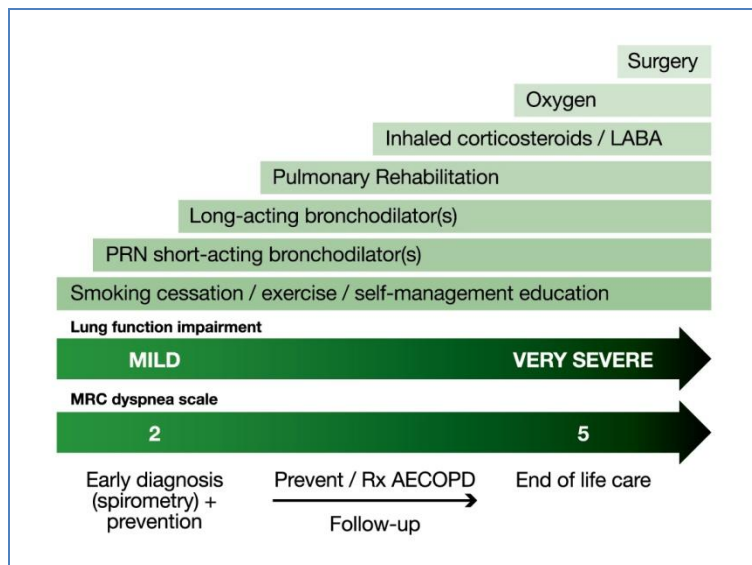 Surgery
Oxygen
Inhaled corticosteroids / LABA
Pulmonary Rehabilitation
Long-acting bronchodilator(s)
PRN short-acting bronchodilator(s)
Smoking cessation / exercise / self-management education
Lung function impairment
MILD VERY SEVERE
MRC dyspnea scale
2 5
Early diagnosis
(spirometry) +
prevention
Prevent / Rx AECOPD
Follow-up
End of life care